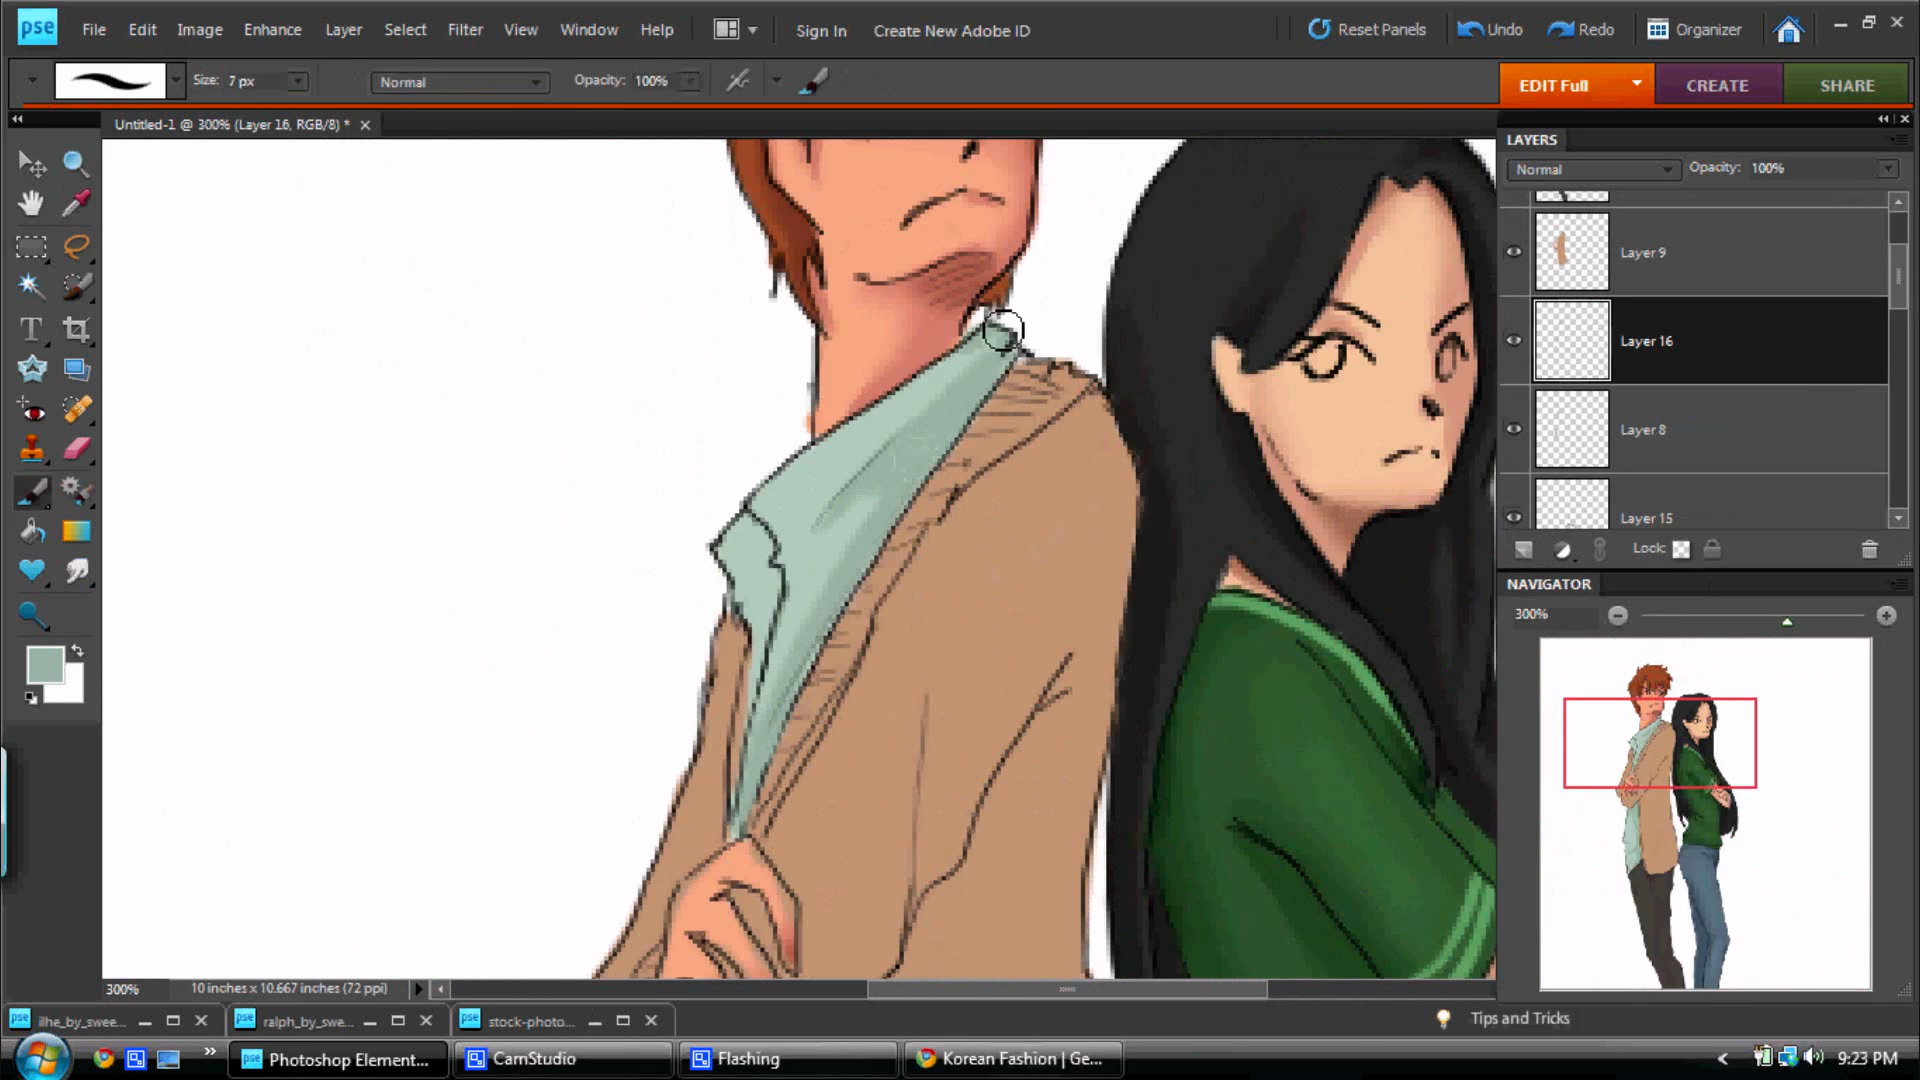 pse File Edit Image Enhance Layer Select Filter View Window Help Sign In Create New Adobe ID Reset Panels Undo Redo Organizer
Size: 7 px Normal Opacity: 100% EDIT Full CREATE SHARE
Untitled-1 @ 300% (Layer 16, RGB/8) *
LAYERS
Normal Opacity: 100%
Layer 9
Layer 16
Layer 8
Layer 15
Lock:
NAVIGATOR
300%
300% 10 inches x 10.667 inches (72 ppi)
pse ilhe_by_swee... pse ralph_by_swe... pse stock-photo... Tips and Tricks
pse Photoshop Element... CamStudio Flashing Korean Fashion | Ge... 9:23 PM